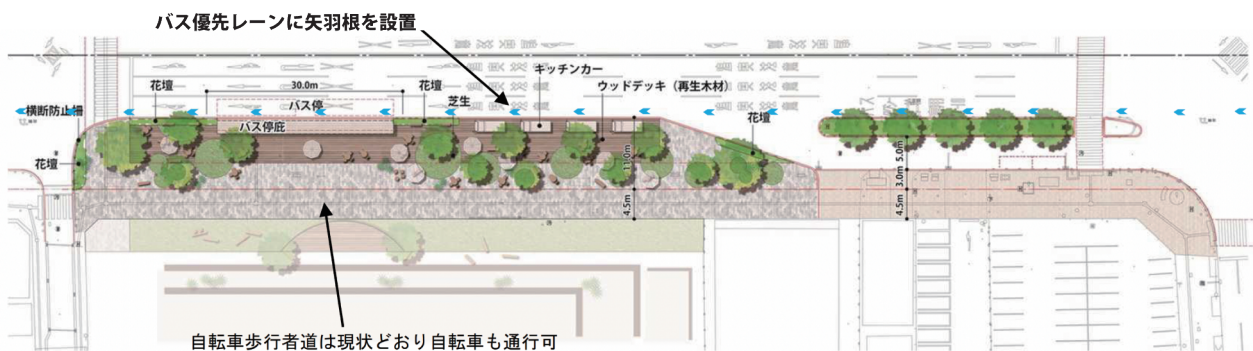 バス優先レーンに矢羽根を設置
キッチンカー
花壇
30.0m
花壇
ウッドデッキ（再生木材）
芝生
バス停
横断防止柵
バス停庇
花壇
花壇
11.0m
4.5m
5.0m
3.0m
4.5m
自転車歩行者道は現状どおり自転車も通行可